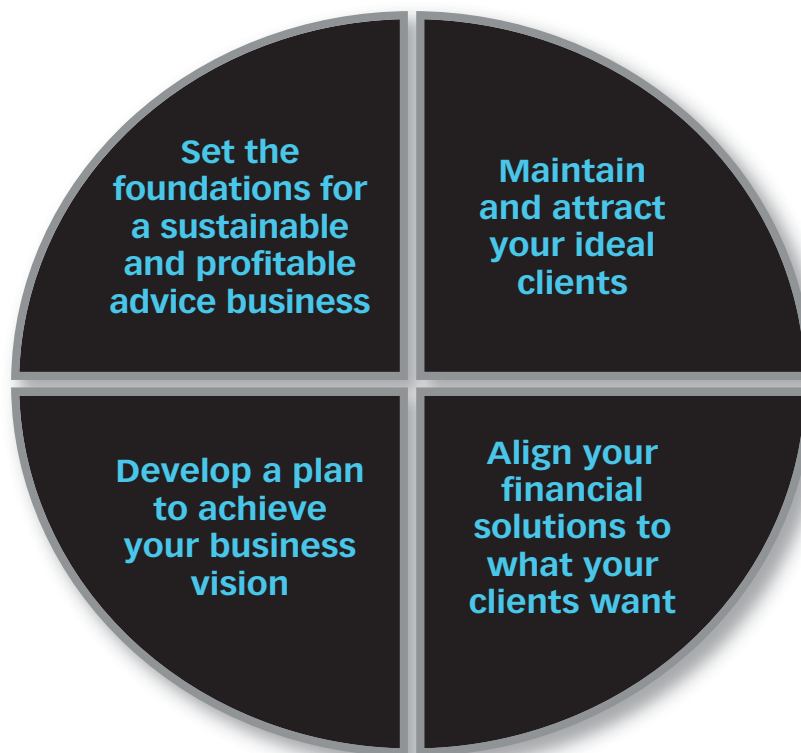 Set the
foundations for
a sustainable
and profitable
advice business
Maintain
and attract
your ideal
clients
Develop a plan
to achieve
your business
vision
Align your
financial
solutions to
what your
clients want